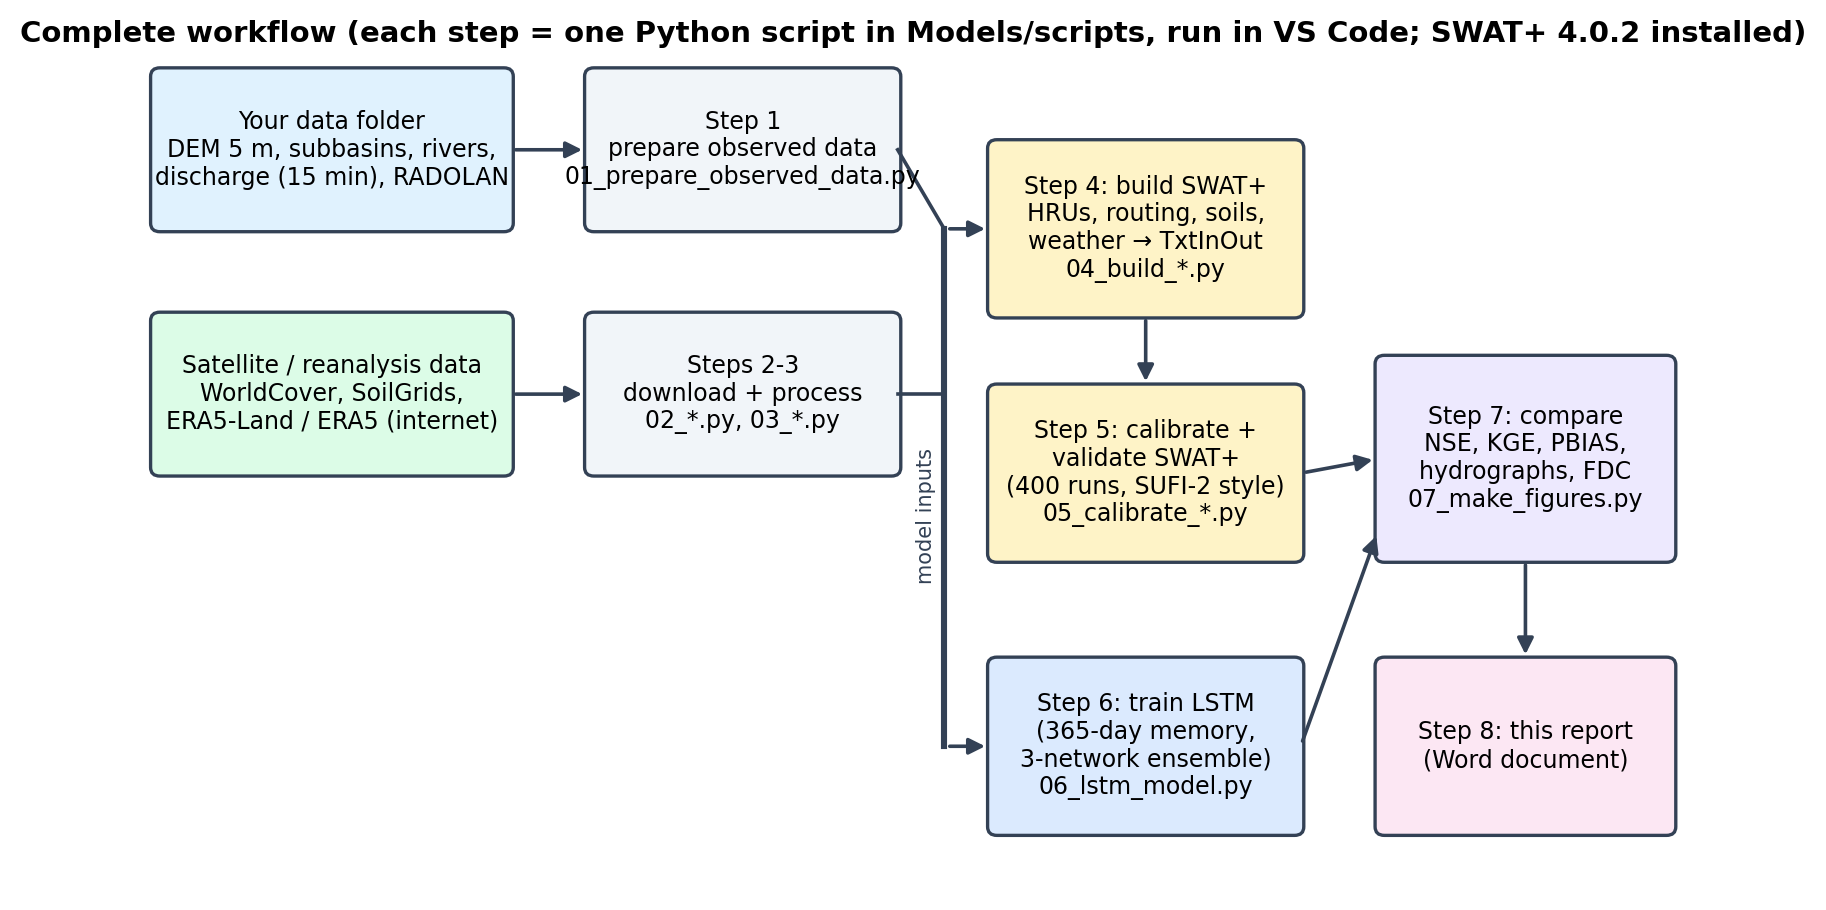 Complete workflow (each step = one Python script in Models/scripts, run in VS Code; SWAT+ 4.0.2 installed)
Your data folder
DEM 5 m, subbasins, rivers,
discharge (15 min), RADOLAN
Step 1
prepare observed data
01_prepare_observed_data.py
Satellite / reanalysis data
WorldCover, SoilGrids,
ERA5-Land / ERA5 (internet)
Steps 2-3
download + process
02_*.py, 03_*.py
model inputs
Step 4: build SWAT+
HRUs, routing, soils,
weather → TxtInOut
04_build_*.py
Step 5: calibrate +
validate SWAT+
(400 runs, SUFI-2 style)
05_calibrate_*.py
Step 6: train LSTM
(365-day memory,
3-network ensemble)
06_lstm_model.py
Step 7: compare
NSE, KGE, PBIAS,
hydrographs, FDC
07_make_figures.py
Step 8: this report
(Word document)